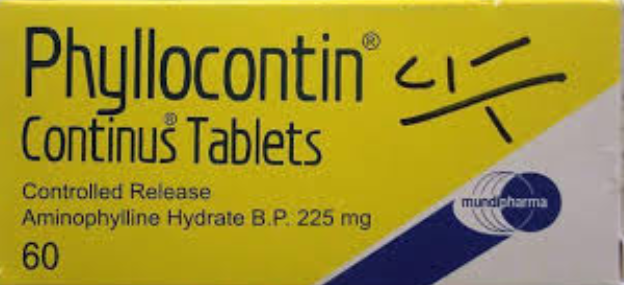 Phyllocontin®
Continus® Tablets
Controlled Release
Aminophylline Hydrate B.P. 225 mg
60
mundipharma